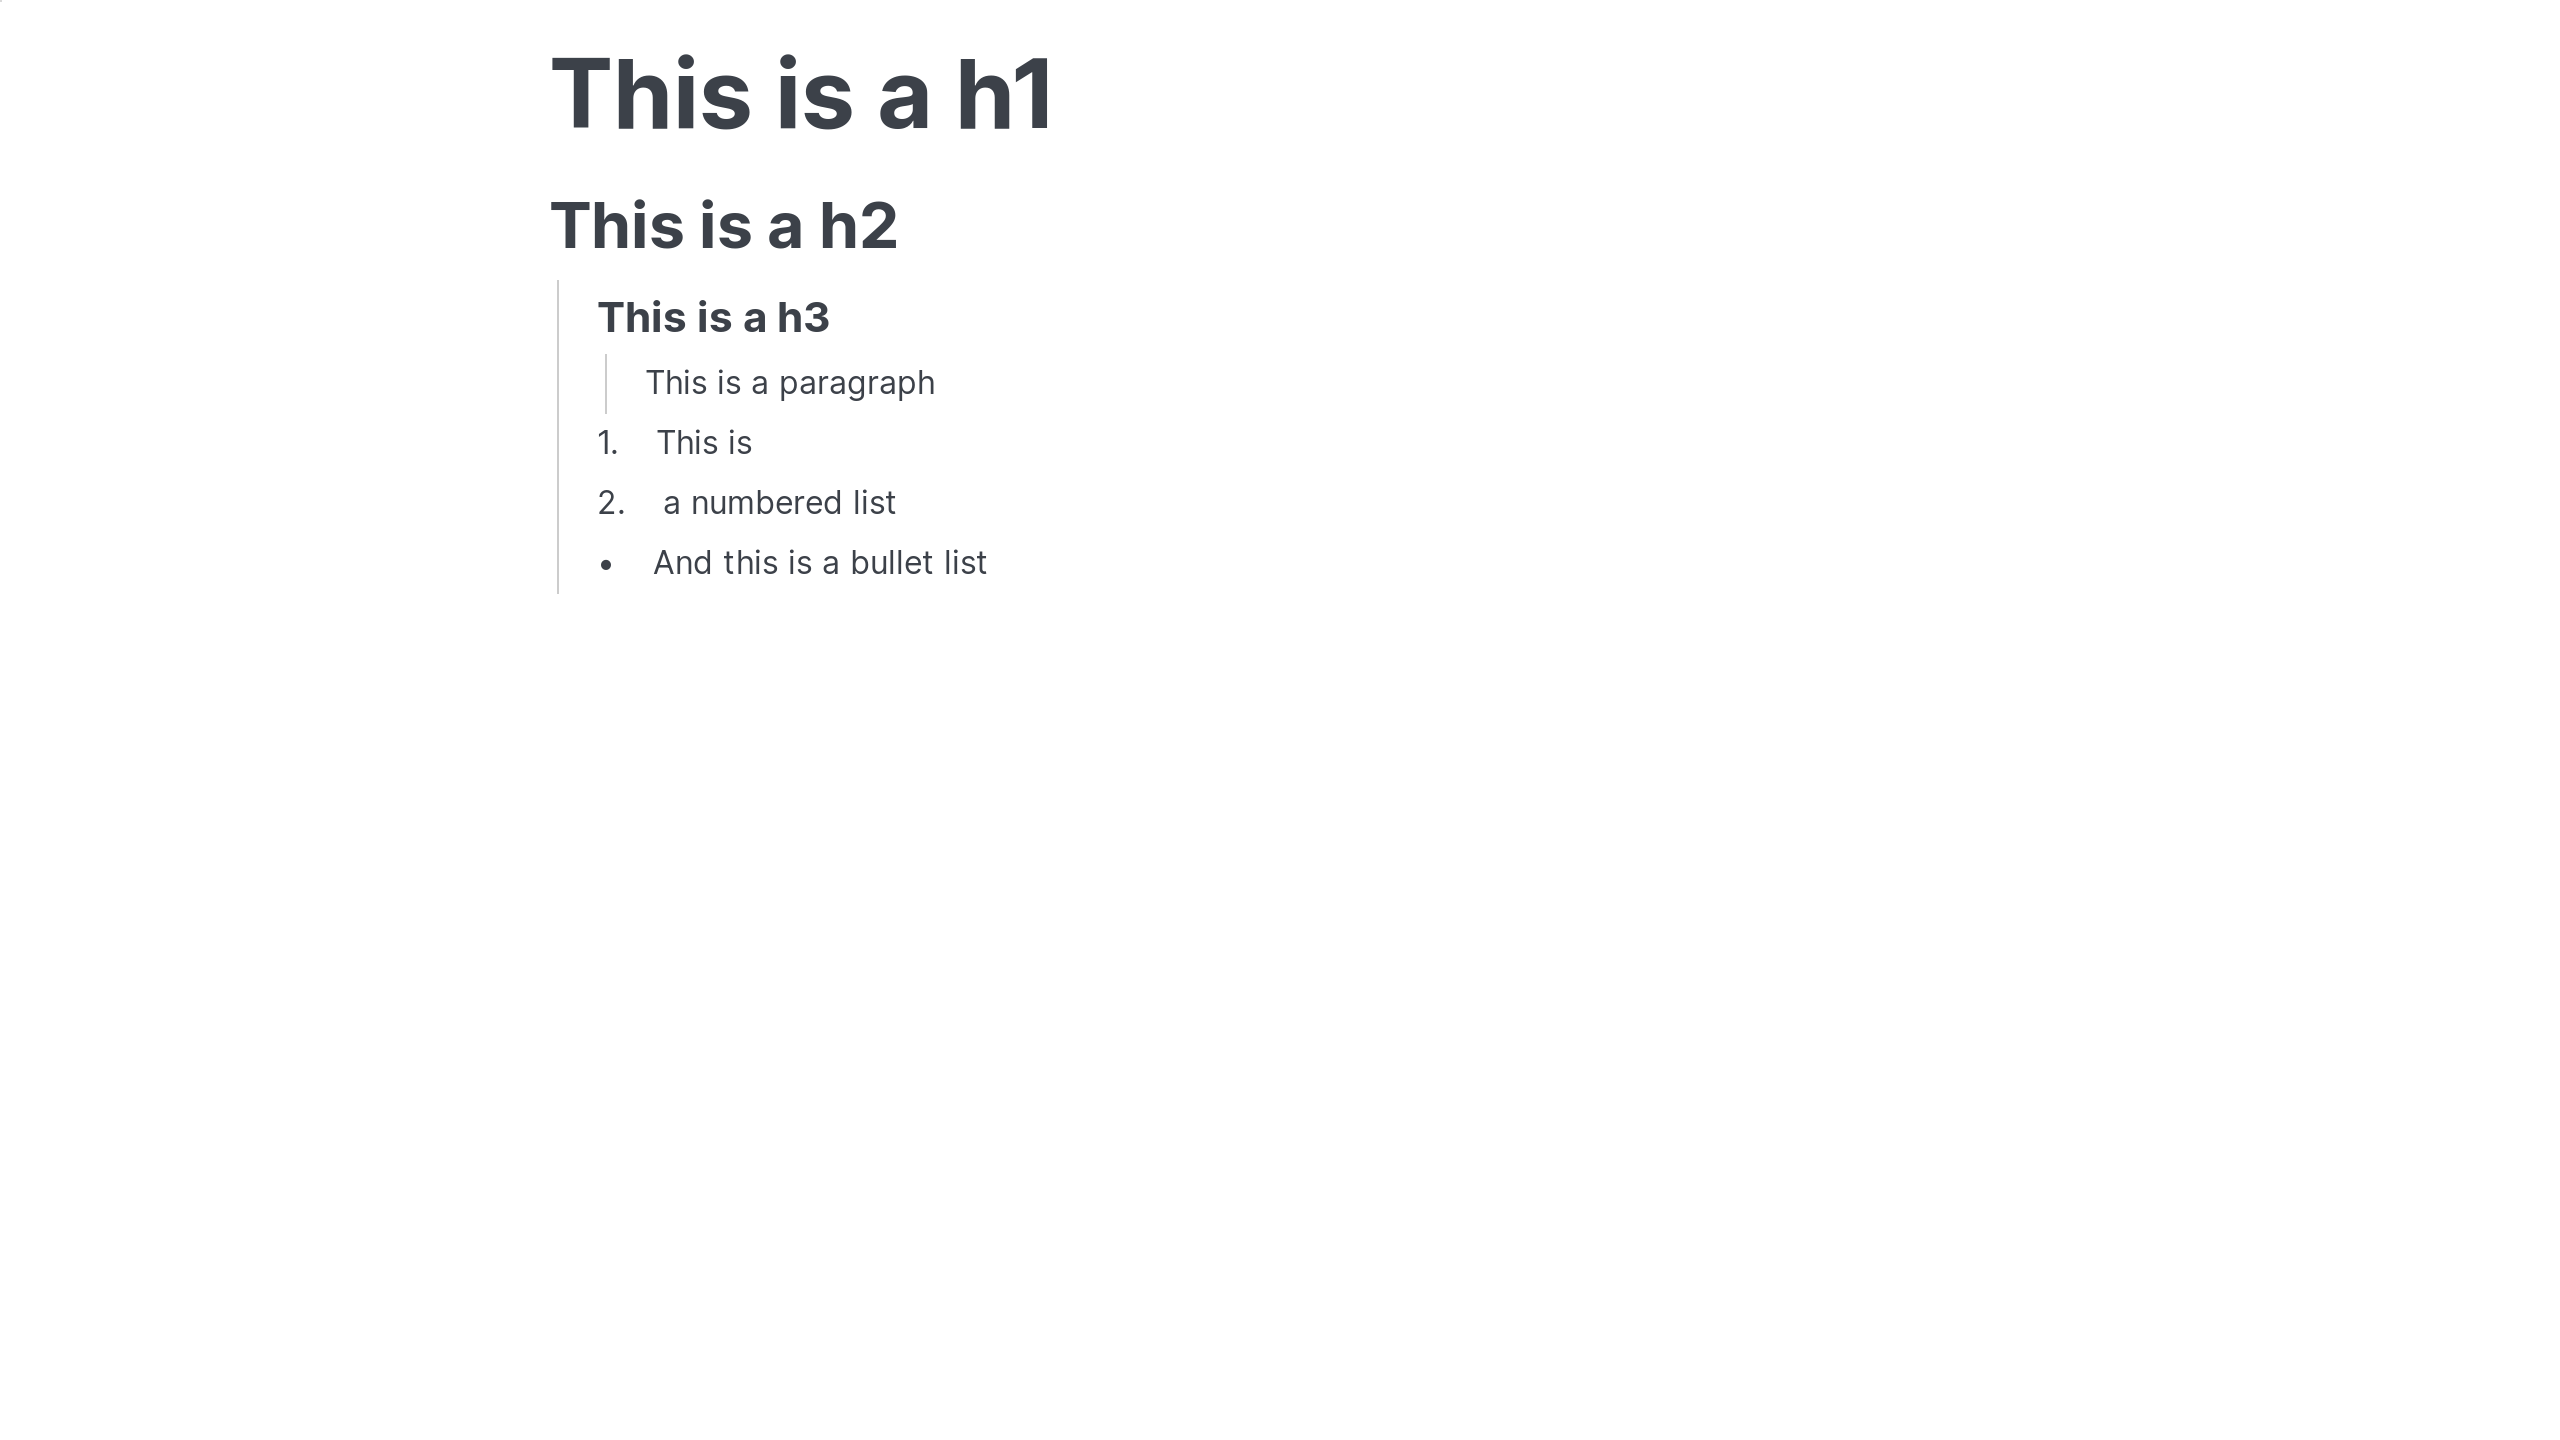 This is a h1
This is a h2
This is a h3
This is a paragraph
1. This is
2. a numbered list
• And this is a bullet list